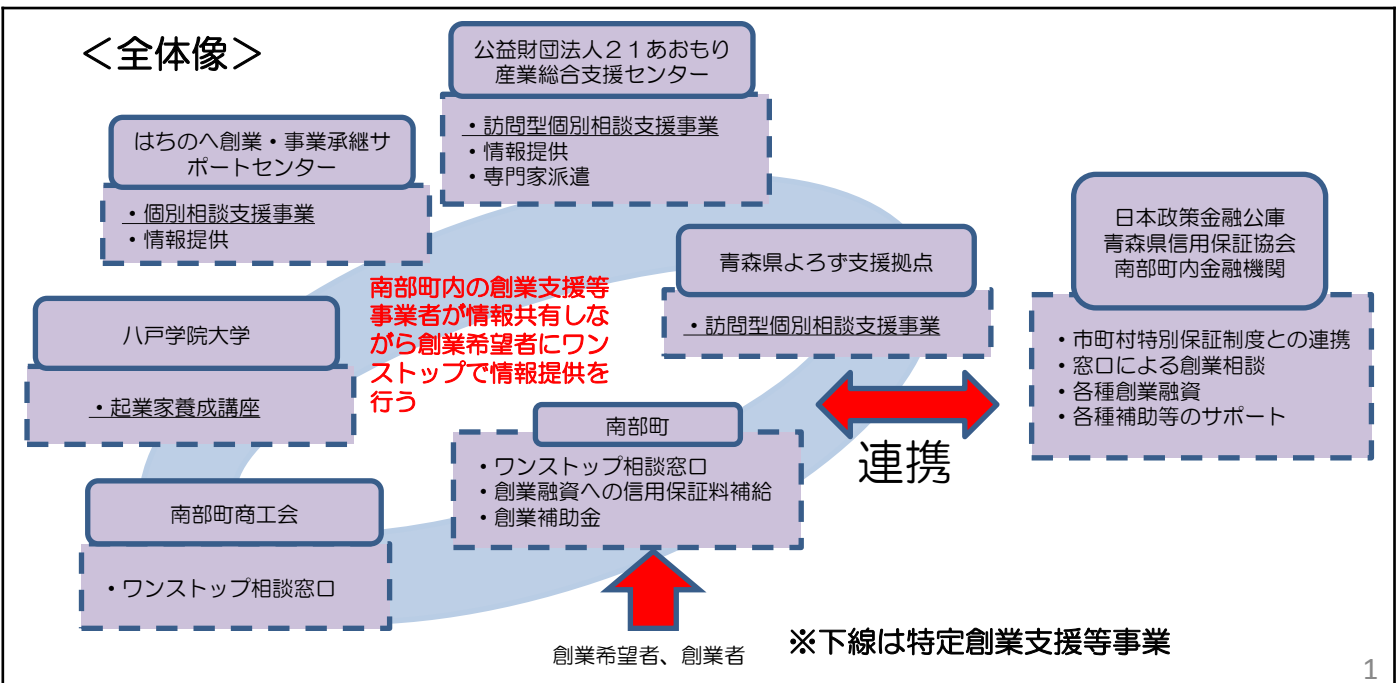 ＜全体像＞
公益財団法人２１あおもり
産業総合支援センター
・訪問型個別相談支援事業
・情報提供
・専門家派遣
はちのへ創業・事業承継サ
ポートセンター
・個別相談支援事業
・情報提供
日本政策金融公庫
青森県信用保証協会
南部町内金融機関
・市町村特別保証制度との連携
・窓口による創業相談
・各種創業融資
・各種補助等のサポート
青森県よろず支援拠点
・訪問型個別相談支援事業
南部町内の創業支援等
事業者が情報共有しな
がら創業希望者にワン
ストップで情報提供を
行う
八戸学院大学
・起業家養成講座
連携
南部町
・ワンストップ相談窓口
・創業融資への信用保証料補給
・創業補助金
南部町商工会
・ワンストップ相談窓口
創業希望者、創業者
※下線は特定創業支援等事業
1